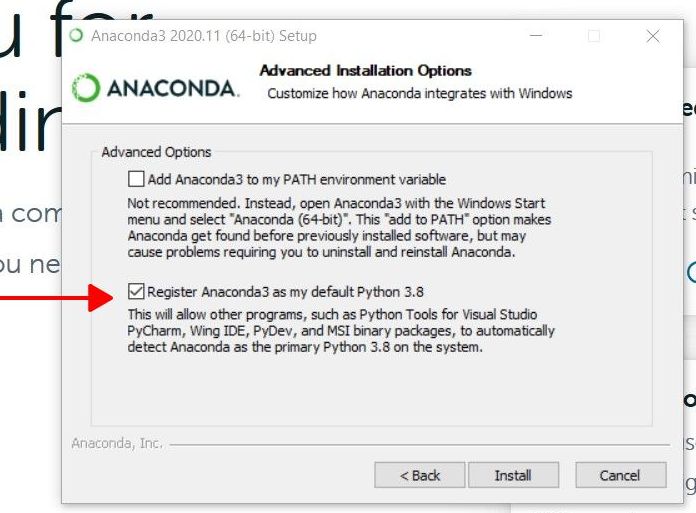 u for
Anaconda3 2020.11 (64-bit) Setup
ANACONDA.
Advanced Installation Options
Customize how Anaconda integrates with Windows
Advanced Options
Add Anaconda3 to my PATH environment variable
Not recommended. Instead, open Anaconda3 with the Windows Start
menu and select "Anaconda (64-bit)". This "add to PATH" option makes
Anaconda get found before previously installed software, but may
cause problems requiring you to uninstall and reinstall Anaconda.
Register Anaconda3 as my default Python 3.8
This will allow other programs, such as Python Tools for Visual Studio
PyCharm, Wing IDE, PyDev, and MSI binary packages, to automatically
detect Anaconda as the primary Python 3.8 on the system.
Anaconda, Inc.
< Back
Install
Cancel